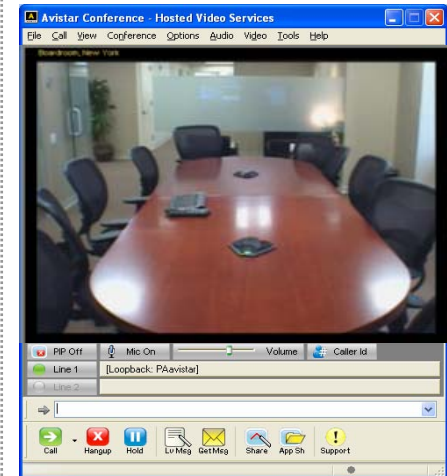 Avistar Conference - Hosted Video Services
File Call View Conference Options Audio Video Tools Help
Boardroom, New York
PIP Off Mic On Volume Caller Id
Line 1 [Loopback: PAavistar]
Line 2
Call Hangup Hold Lv Msg Get Msg Share App Sh Support